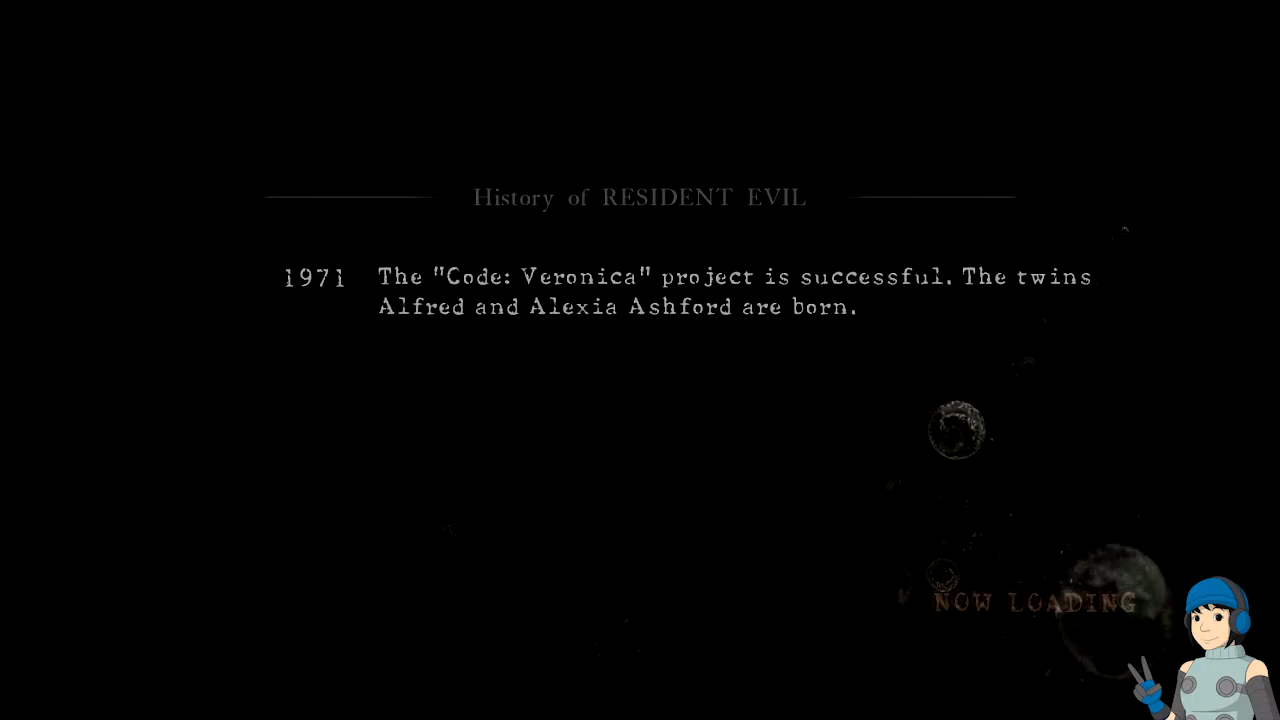 History of RESIDENT EVIL
1971 The "Code: Veronica" project is successful. The twins
Alfred and Alexia Ashford are born.
NOW LOADING